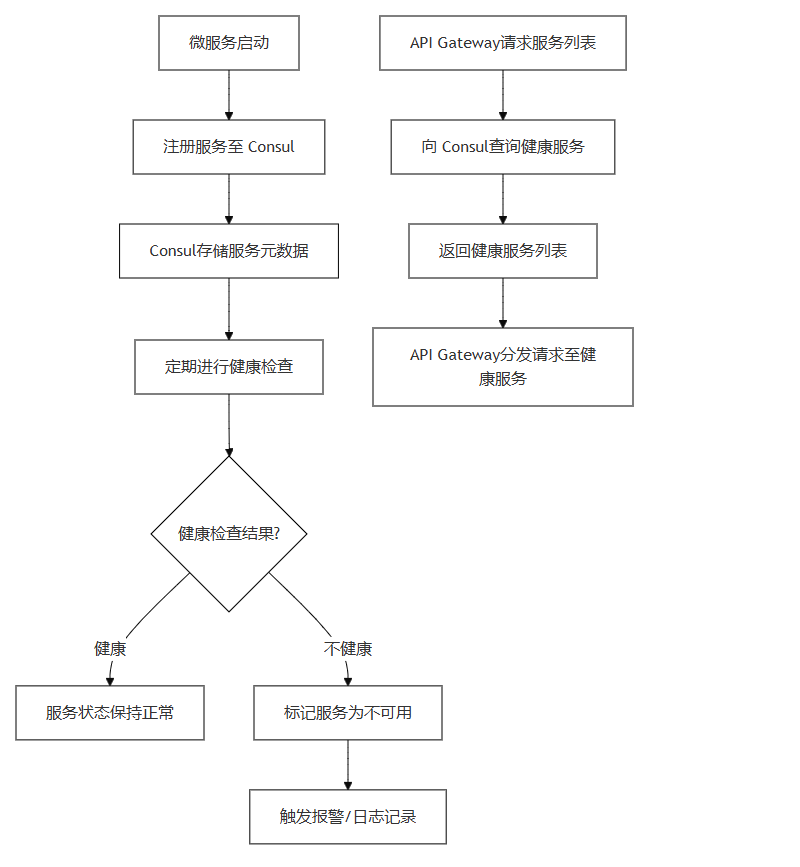 微服务启动
注册服务至 Consul
Consul存储服务元数据
定期进行健康检查
健康检查结果?
健康
不健康
服务状态保持正常
标记服务为不可用
触发报警/日志记录
API Gateway请求服务列表
向 Consul查询健康服务
返回健康服务列表
API Gateway分发请求至健
康服务